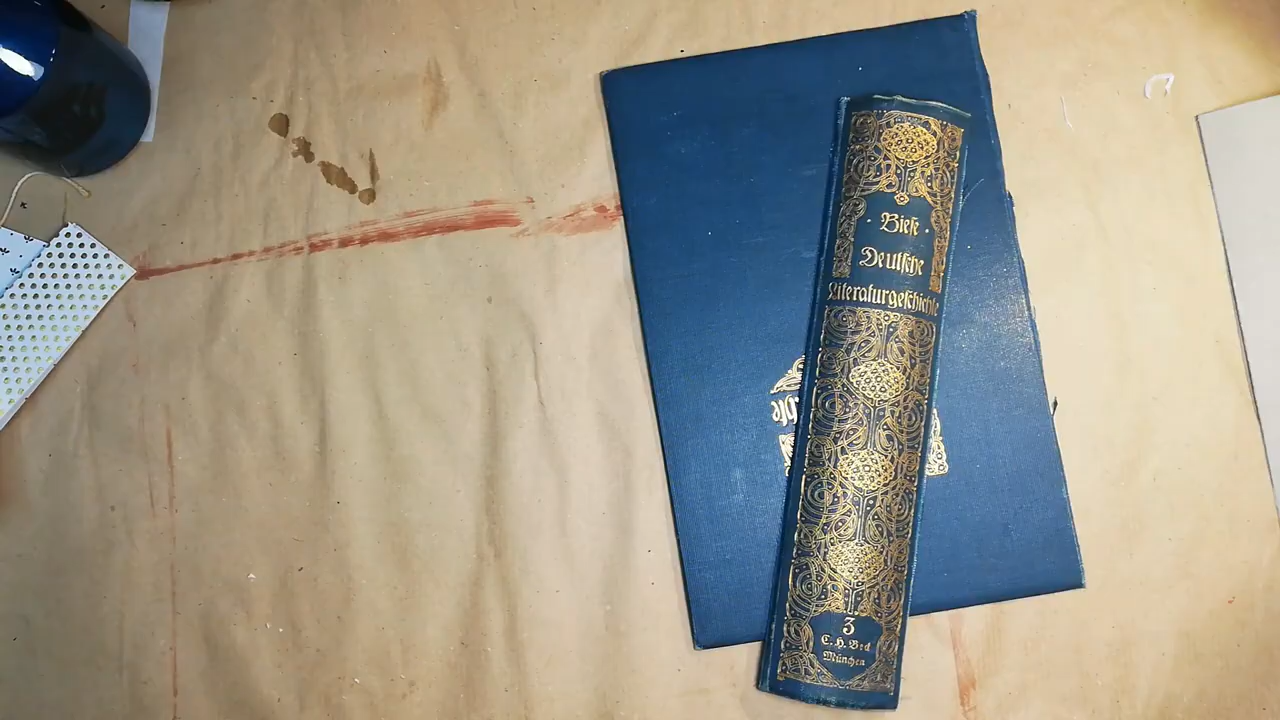 · Biese ·
Deutsche
Literaturgeschichte
3
C. H. Beck
München